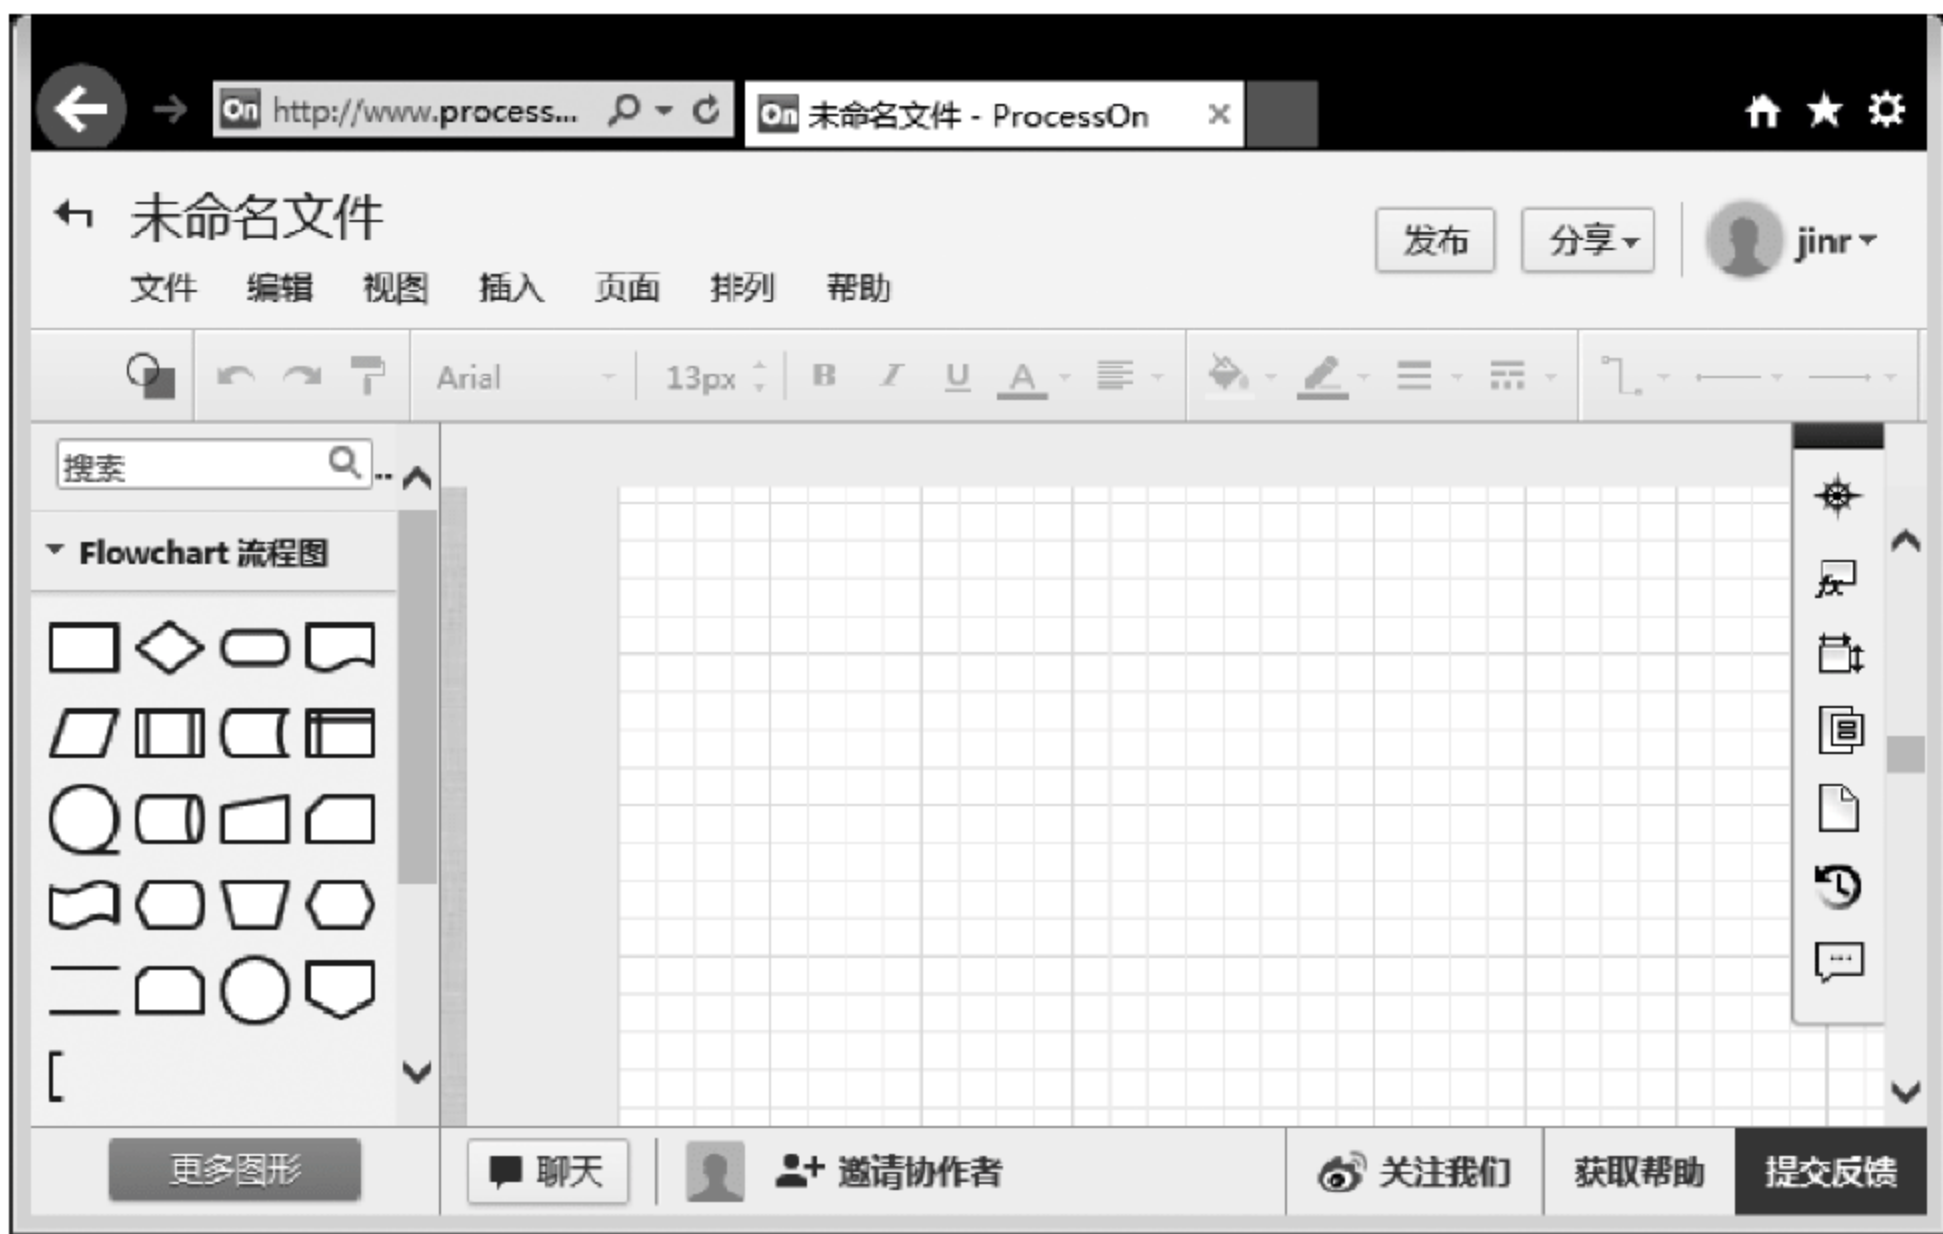 On http://www.process...
On 未命名文件 - ProcessOn
未命名文件
发布 分享 jinr
文件 编辑 视图 插入 页面 排列 帮助
Arial 13px B I U A
搜索 ..
Flowchart 流程图
fx
更多图形 聊天 邀请协作者 关注我们 获取帮助 提交反馈